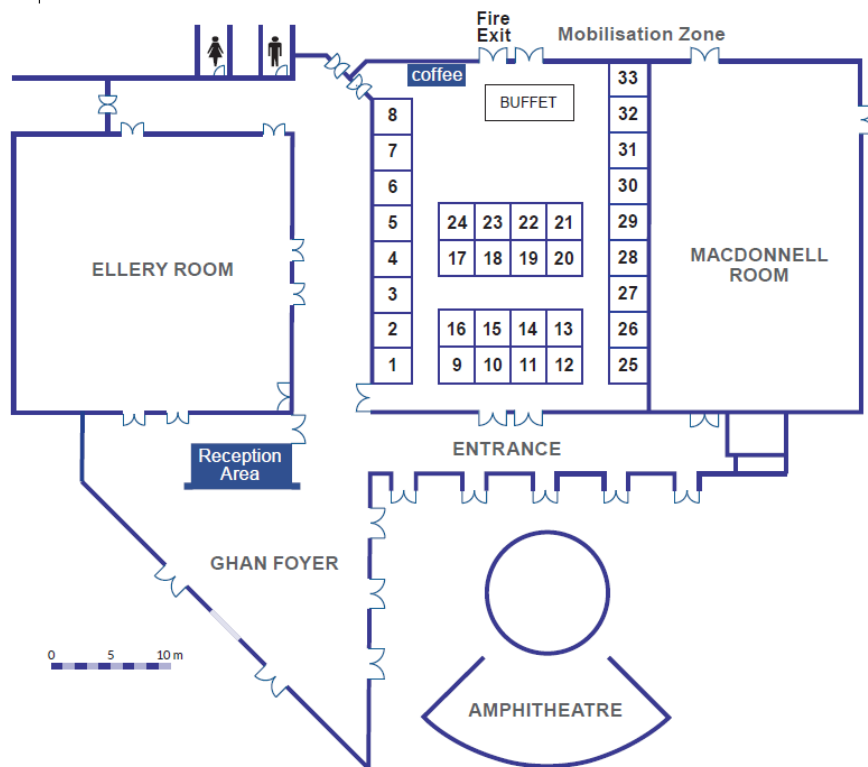 Fire
Exit
Mobilisation Zone
coffee
BUFFET
33
8
32
7
31
6
30
5
24 23 22 21
29
ELLERY ROOM
4
17 18 19 20
28
MACDONNELL
ROOM
3
27
2
16 15 14 13
26
1
9 10 11 12
25
Reception
Area
ENTRANCE
GHAN FOYER
0 5 10 m
AMPHITHEATRE